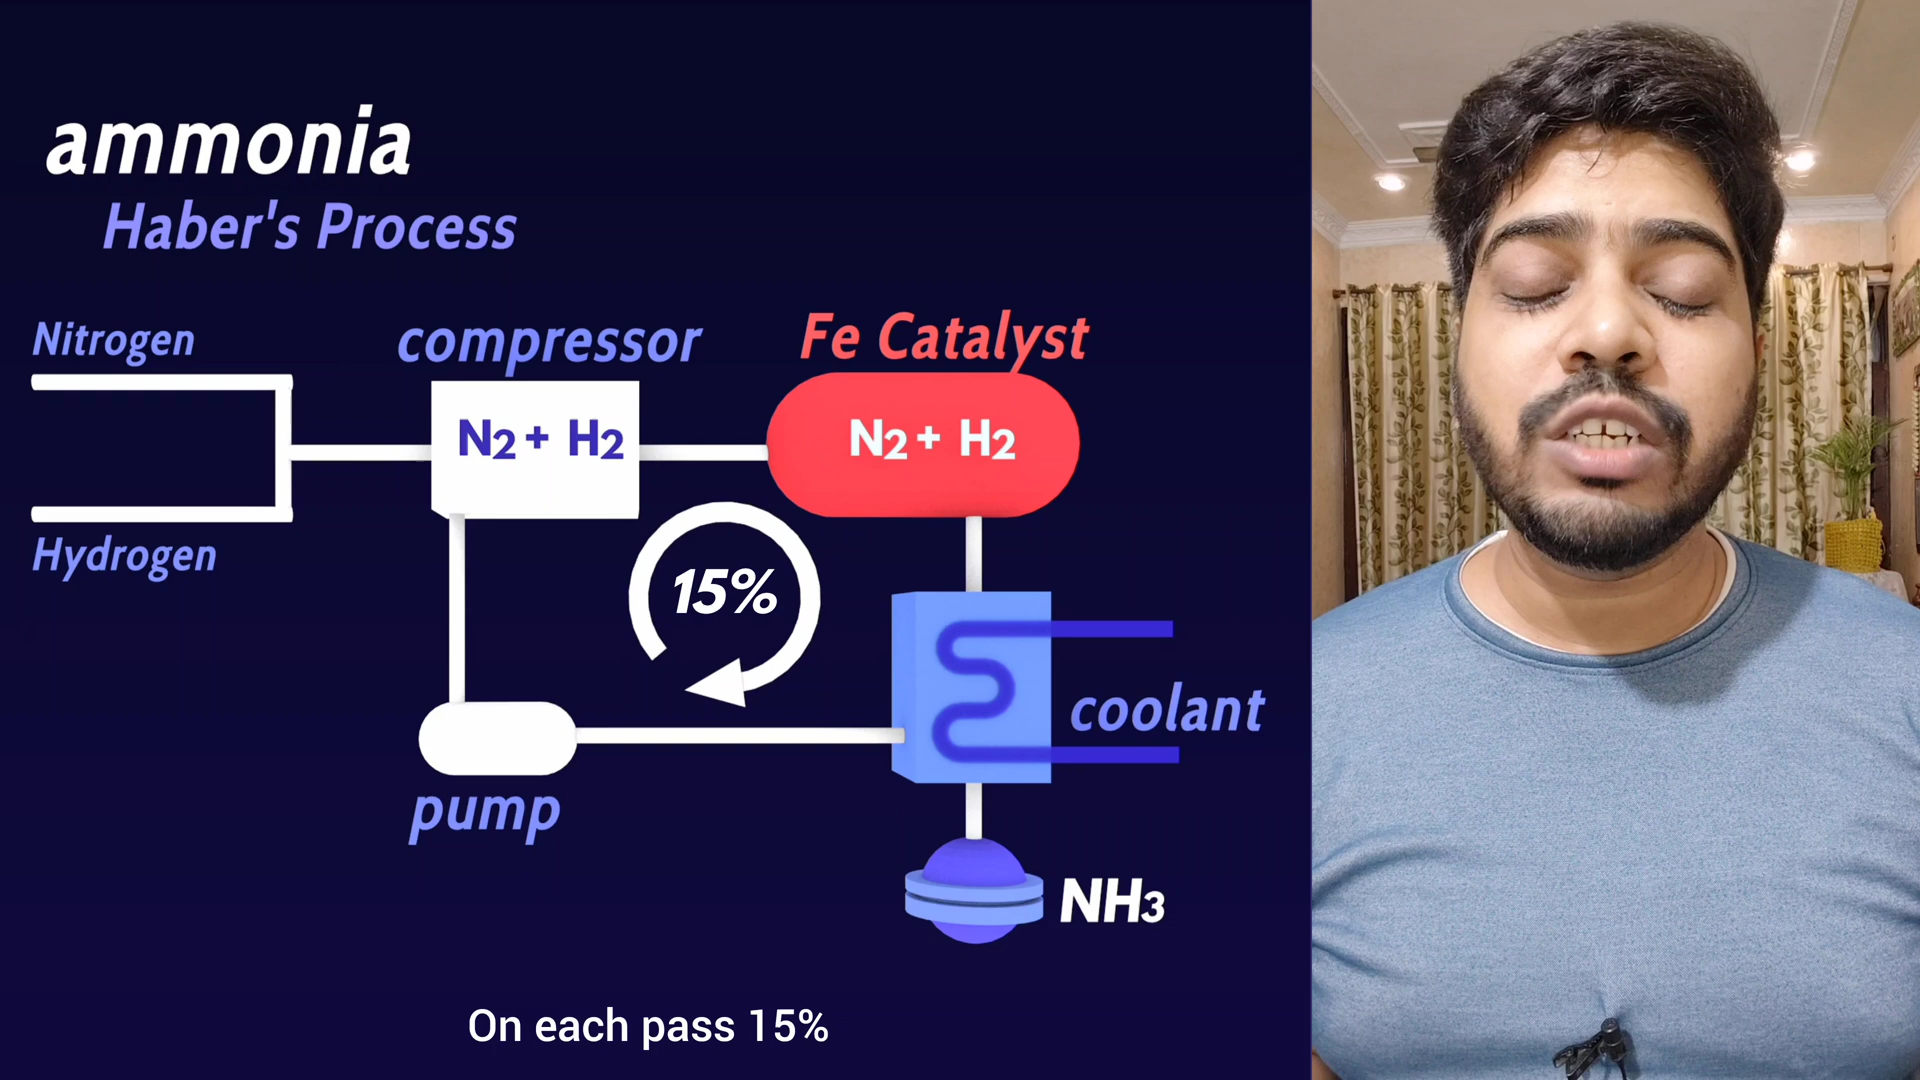 ammonia
Haber's Process
Nitrogen
compressor
Fe Catalyst
N2 + H2
N2 + H2
Hydrogen
15%
coolant
pump
NH3
On each pass 15%